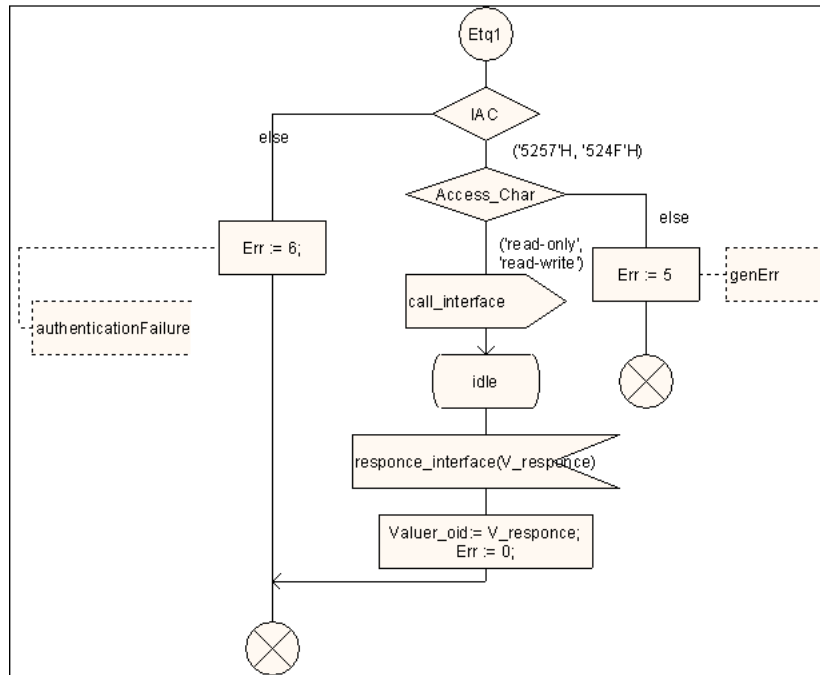 Etq1
IAC
else
('5257'H, '524F'H)
Access_Char
else
Err := 6;
('read-only',
'read-write')
Err := 5
genErr
call_interface
authenticationFailure
idle
responce_interface(V_responce)
Valuer_oid:= V_responce;
Err := 0;